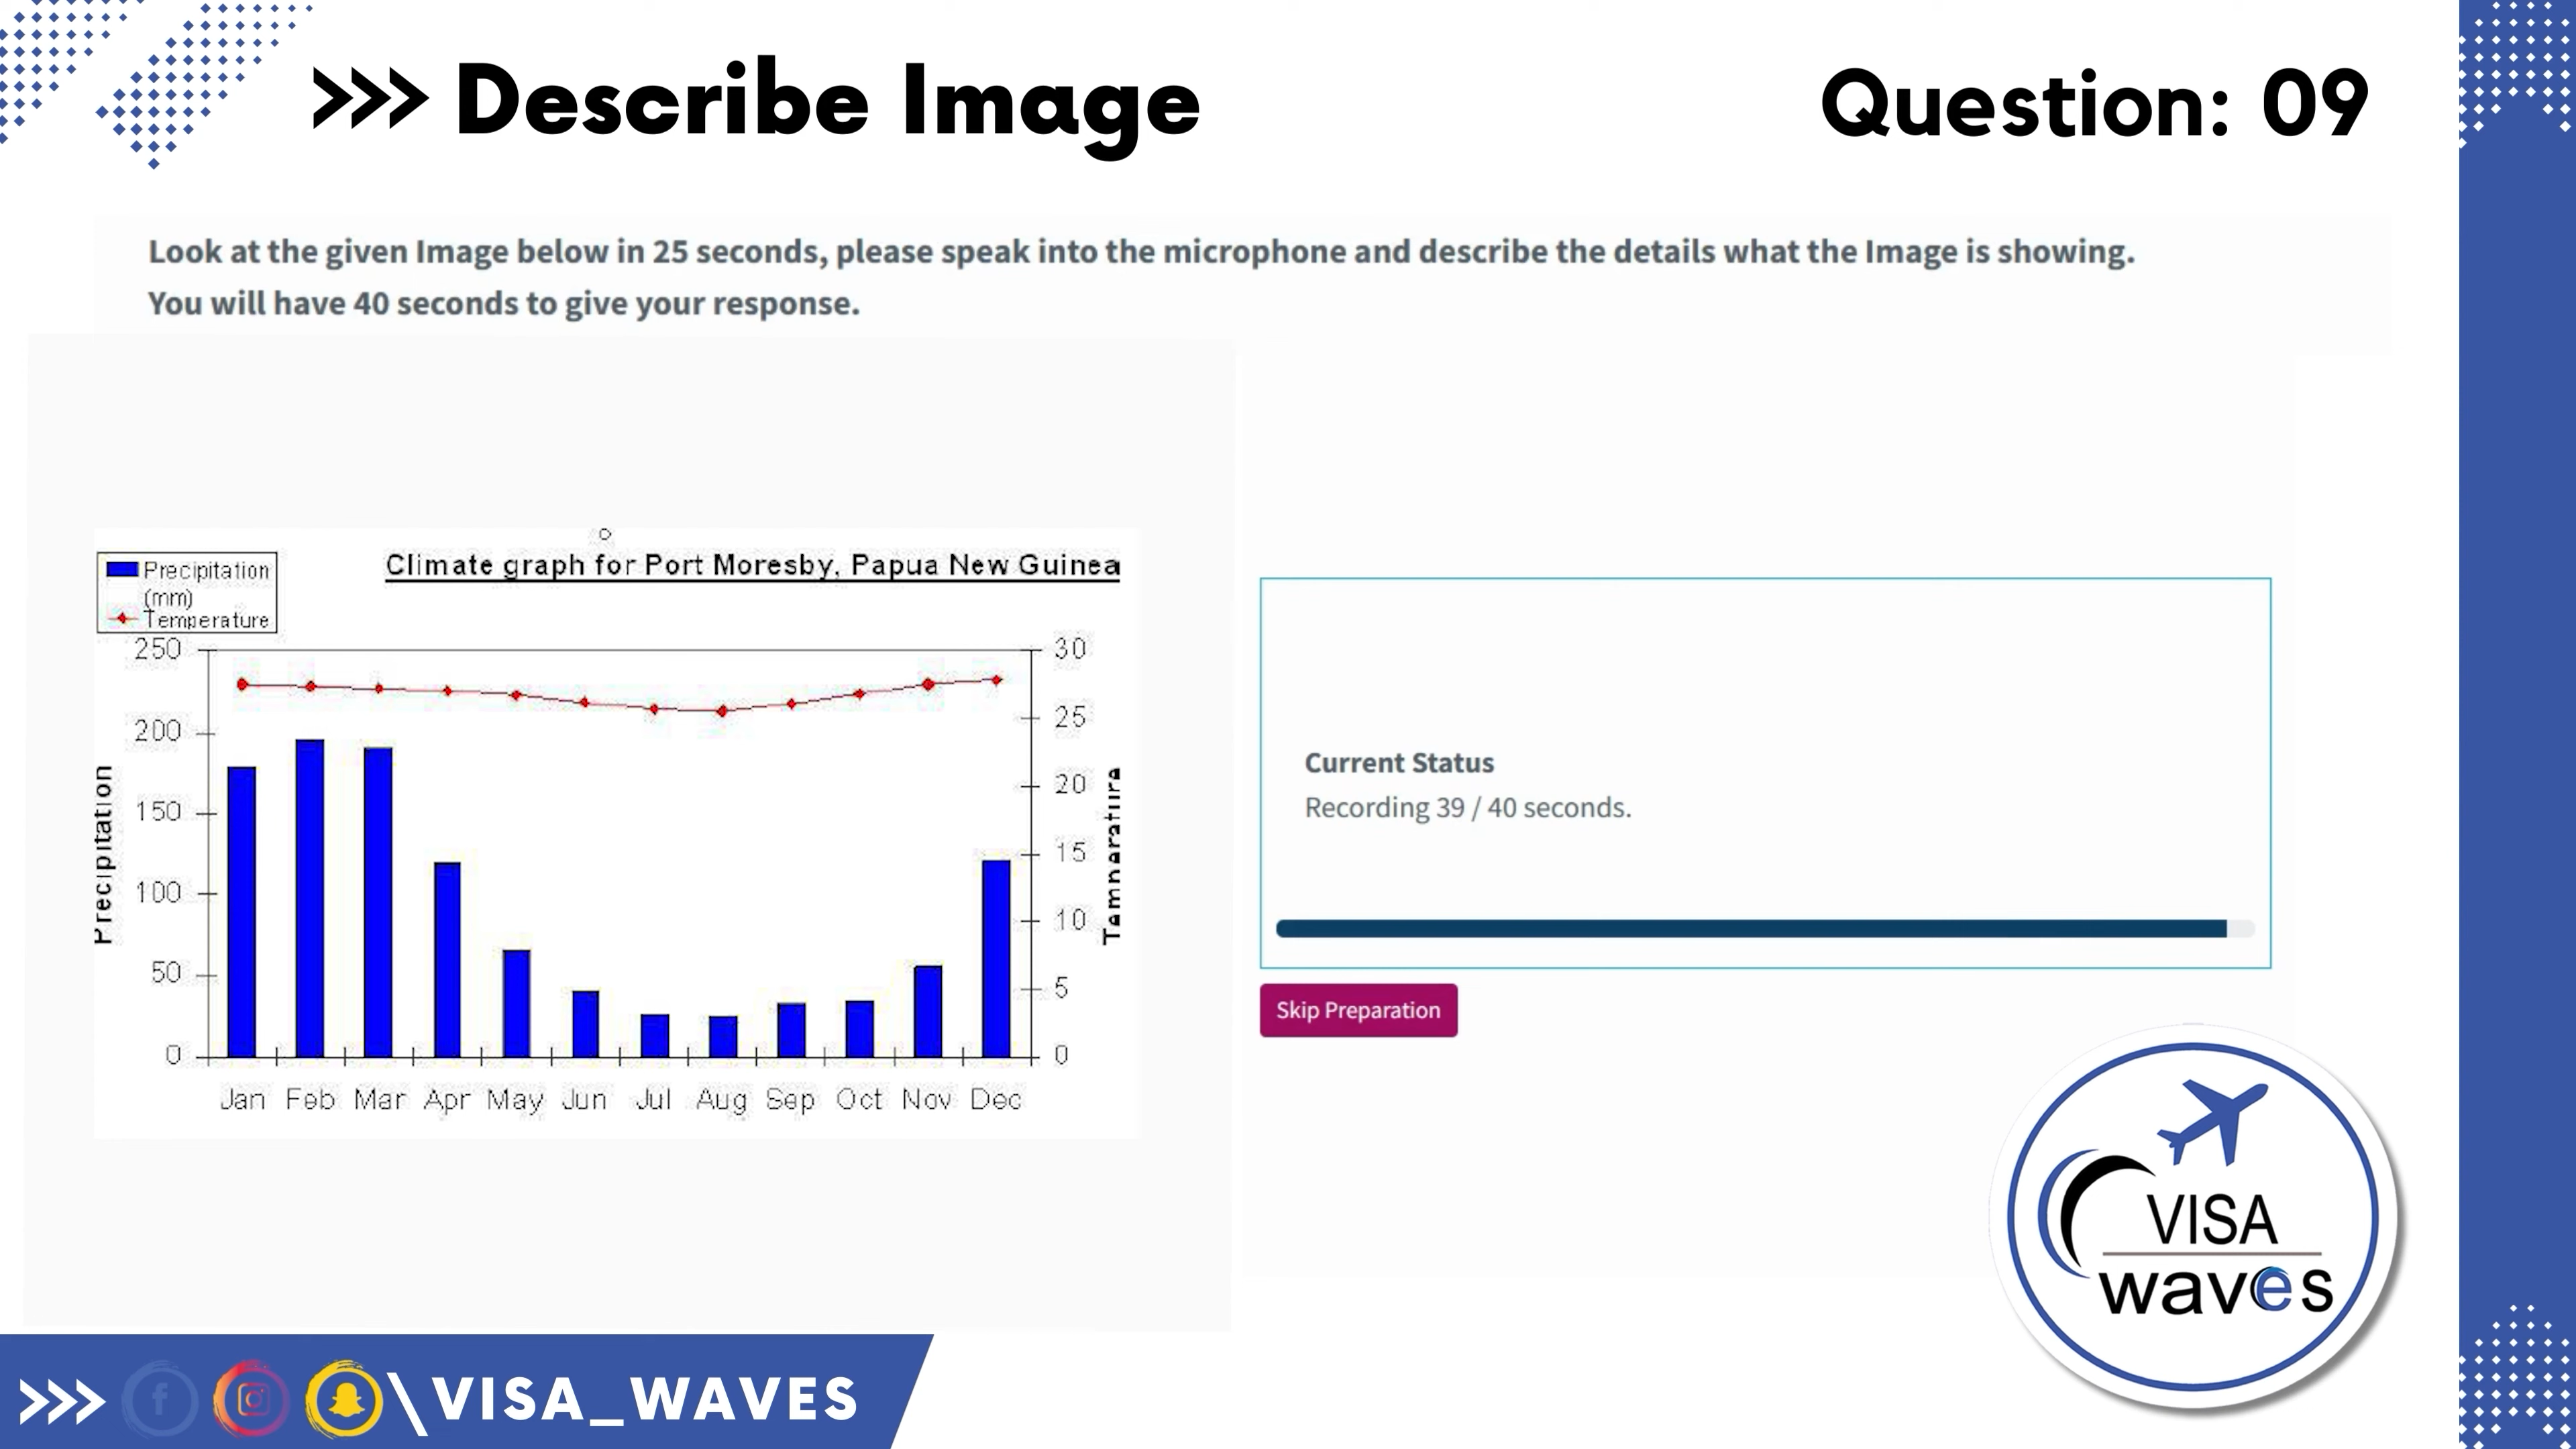 >>> Describe Image
Question: 09
Look at the given Image below in 25 seconds, please speak into the microphone and describe the details what the Image is showing.
You will have 40 seconds to give your response.
Climate graph for Port Moresby, Papua New Guinea
Precipitation
(mm)
Temperature
250
200
150
100
50
0
Precipitation
30
25
20
15
10
5
0
Temperature
Jan Feb Mar Apr May Jun Jul Aug Sep Oct Nov Dec
Current Status
Recording 39 / 40 seconds.
Skip Preparation
VISA
waves
>>> \VISA_WAVES